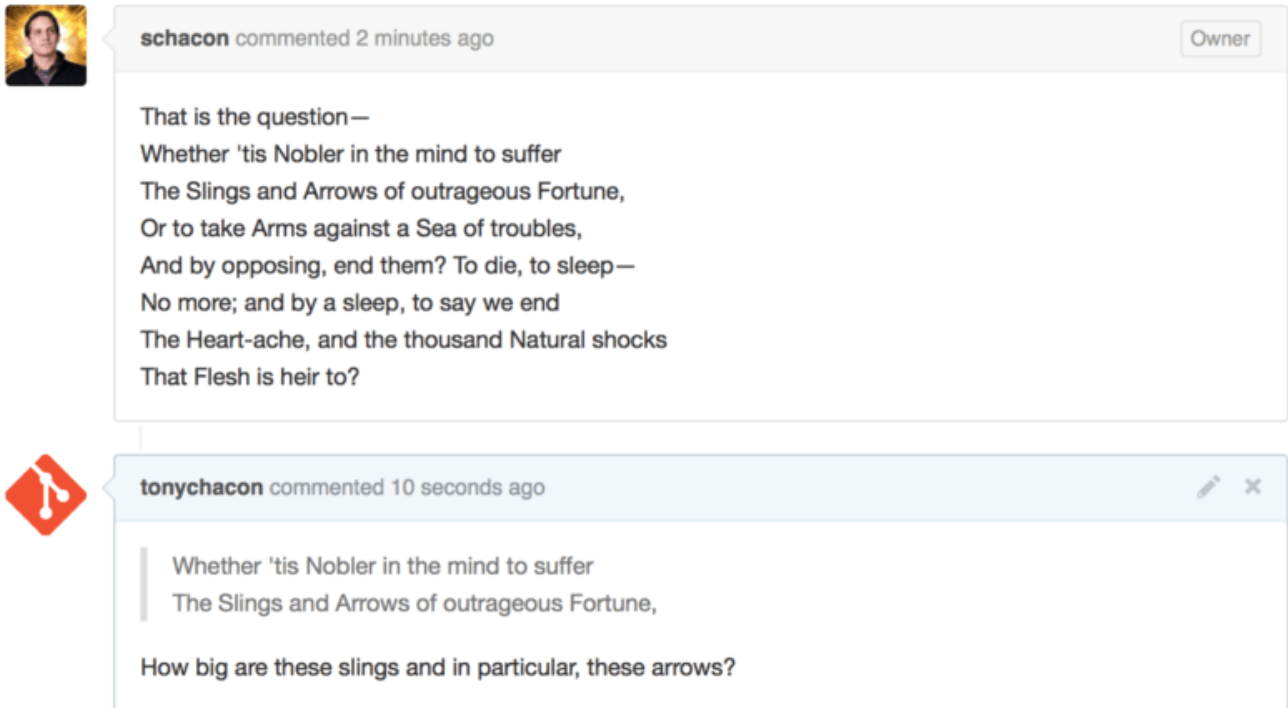 schacon commented 2 minutes ago
Owner
That is the question—
Whether 'tis Nobler in the mind to suffer
The Slings and Arrows of outrageous Fortune,
Or to take Arms against a Sea of troubles,
And by opposing, end them? To die, to sleep—
No more; and by a sleep, to say we end
The Heart-ache, and the thousand Natural shocks
That Flesh is heir to?
tonychacon commented 10 seconds ago
Whether 'tis Nobler in the mind to suffer
The Slings and Arrows of outrageous Fortune,
How big are these slings and in particular, these arrows?